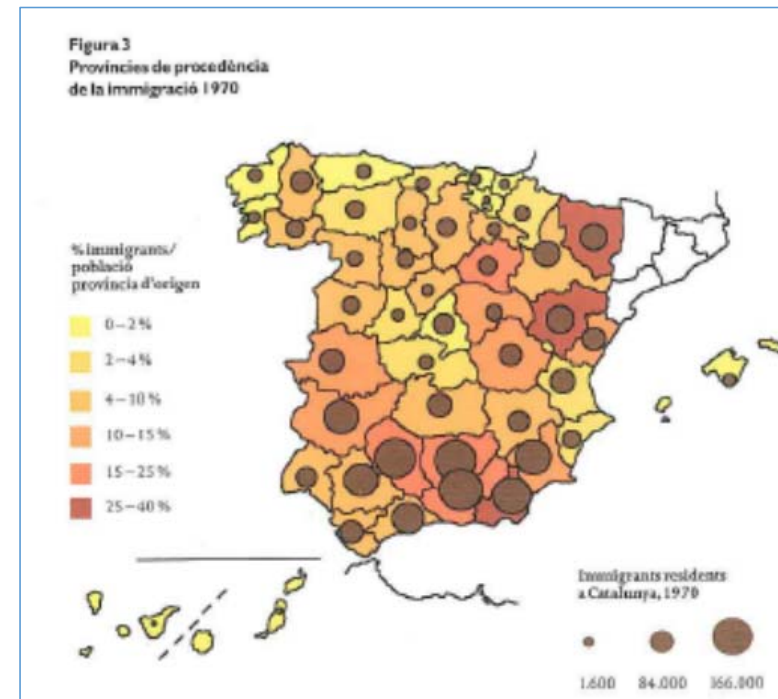 Figura 3
Províncies de procedència
de la immigració 1970
% immigrants/
població
província d'origen
0–2%
2–4%
4–10%
10–15%
15–25%
25–40%
Immigrants residents
a Catalunya, 1970
1.600 84.000 166.000